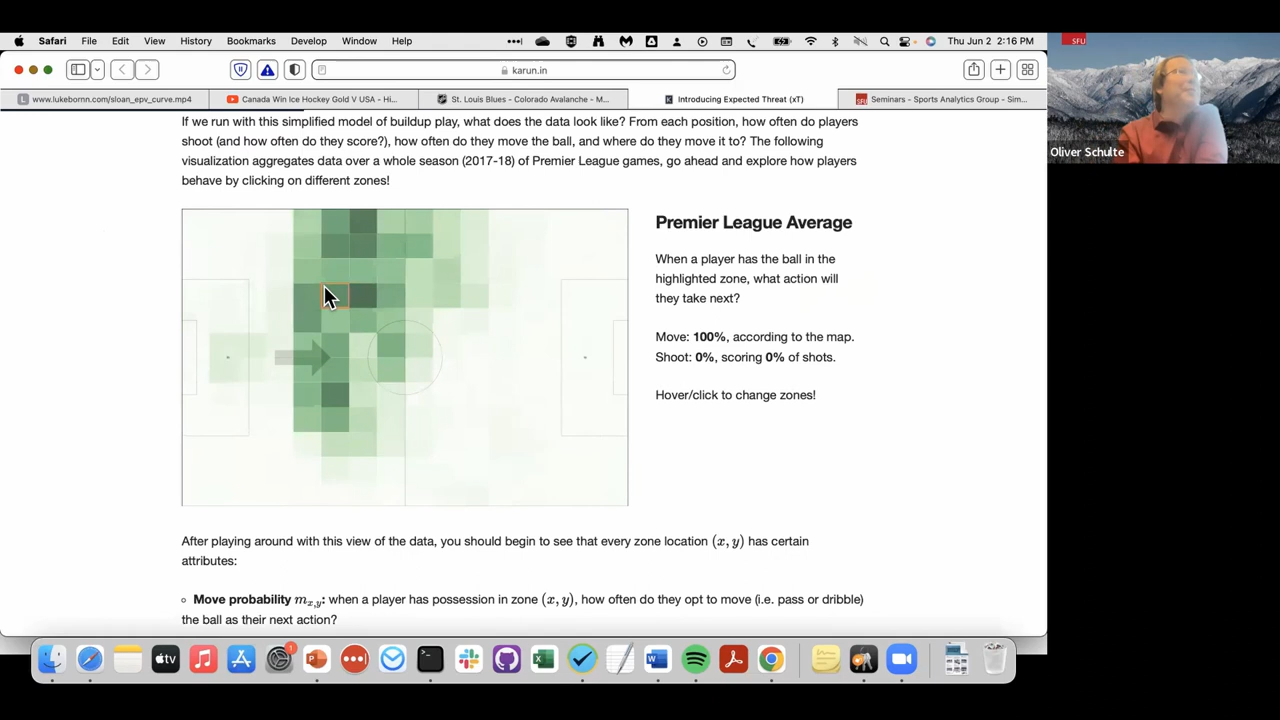 Safari File Edit View History Bookmarks Develop Window Help Thu Jun 2 2:16 PM
SFU
karun.in
www.lukebornn.com/sloan_epv_curve.mp4 Canada Win Ice Hockey Gold V USA - Hi... St. Louis Blues - Colorado Avalanche - M... Introducing Expected Threat (xT) Seminars - Sports Analytics Group - Sim...
If we run with this simplified model of buildup play, what does the data look like? From each position, how often do players
shoot (and how often do they score?), how often do they move the ball, and where do they move it to? The following
visualization aggregates data over a whole season (2017-18) of Premier League games, go ahead and explore how players
behave by clicking on different zones!
Oliver Schulte
Premier League Average
When a player has the ball in the
highlighted zone, what action will
they take next?
Move: 100%, according to the map.
Shoot: 0%, scoring 0% of shots.
Hover/click to change zones!
After playing around with this view of the data, you should begin to see that every zone location (x, y) has certain
attributes:
Move probability m_{x,y}: when a player has possession in zone (x, y), how often do they opt to move (i.e. pass or dribble)
the ball as their next action?
1
tv